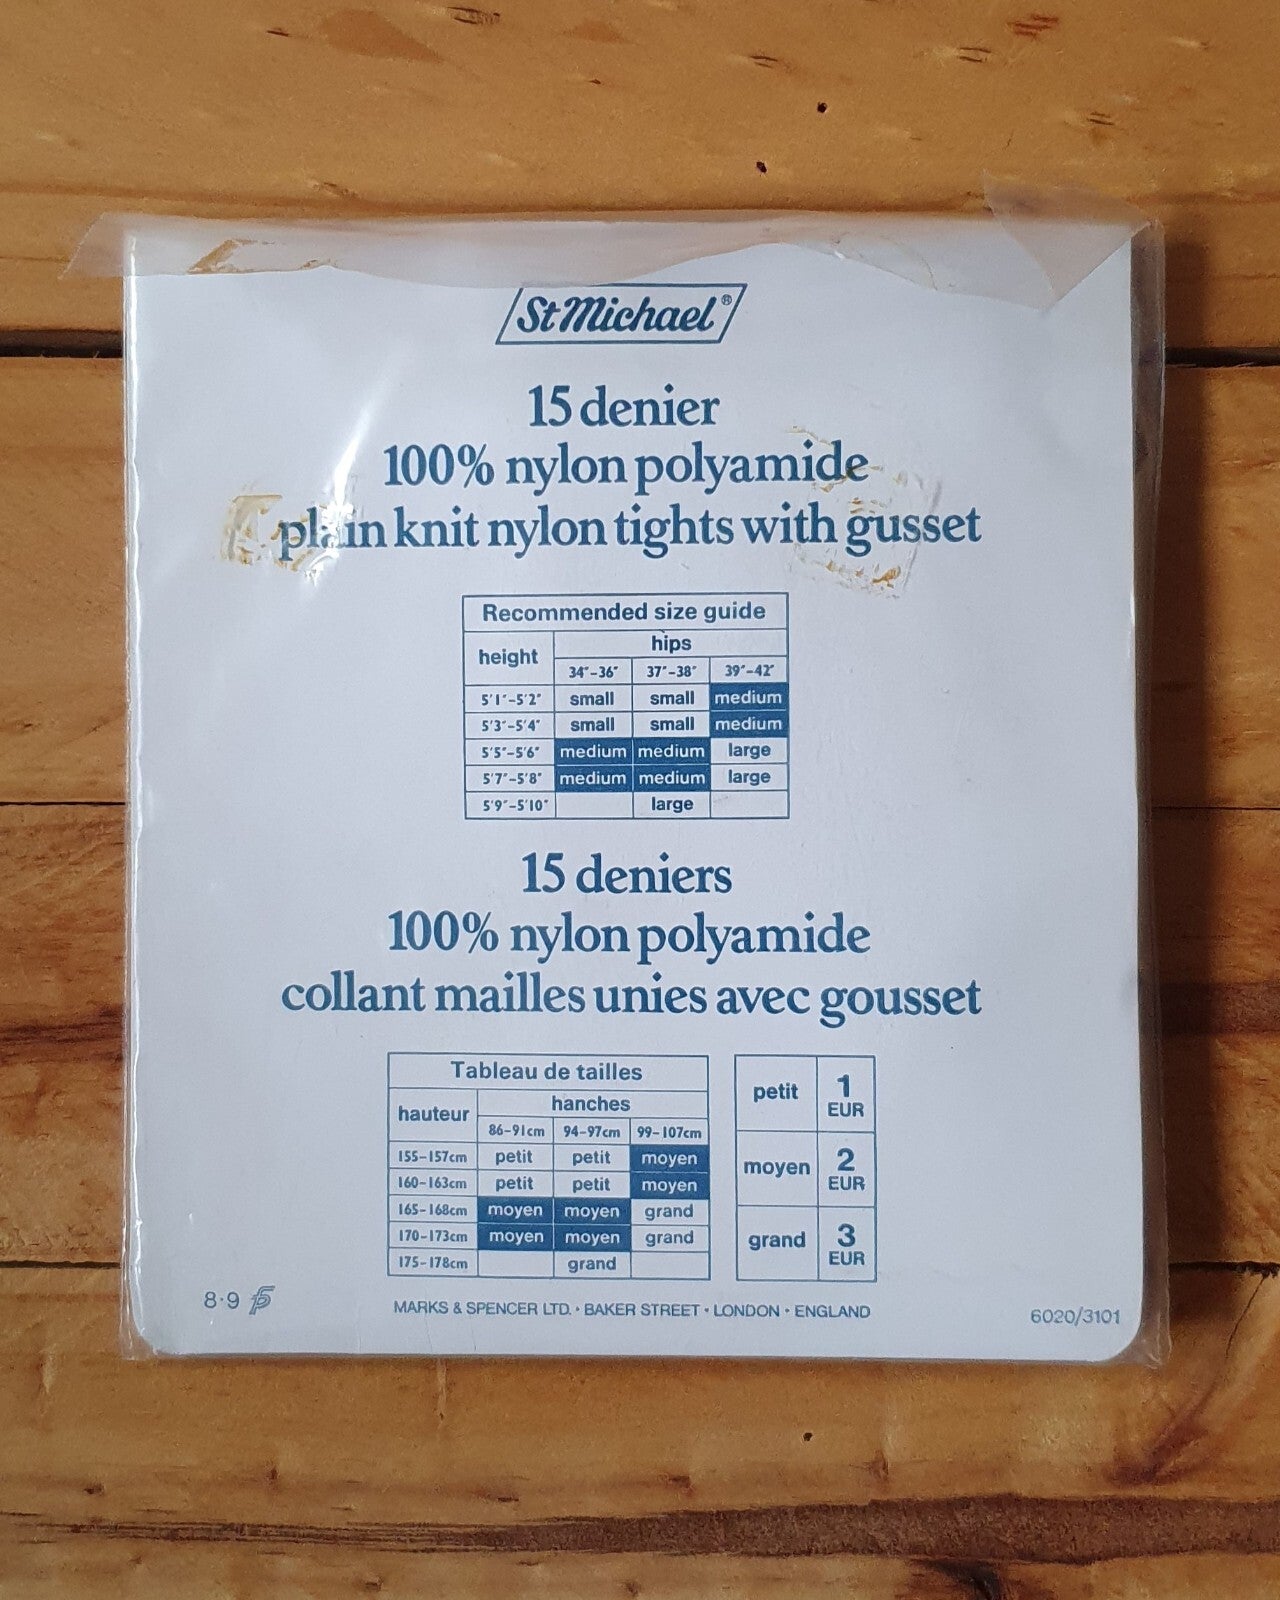 St Michael®
15 denier
100% nylon polyamide
plain knit nylon tights with gusset
Recommended size guide
height hips
34"-36" 37"-38" 39"-42"
5'1"-5'2" small small medium
5'3"-5'4" small small medium
5'5"-5'6" medium medium large
5'7"-5'8" medium medium large
5'9"-5'10" large
15 deniers
100% nylon polyamide
collant mailles unies avec gousset
Tableau de tailles
hauteur hanches
86-91cm 94-97cm 99-107cm
155-157cm petit petit moyen
160-163cm petit petit moyen
165-168cm moyen moyen grand
170-173cm moyen moyen grand
175-178cm grand
petit 1 EUR
moyen 2 EUR
grand 3 EUR
8·9
MARKS & SPENCER LTD. • BAKER STREET • LONDON • ENGLAND
6020/3101